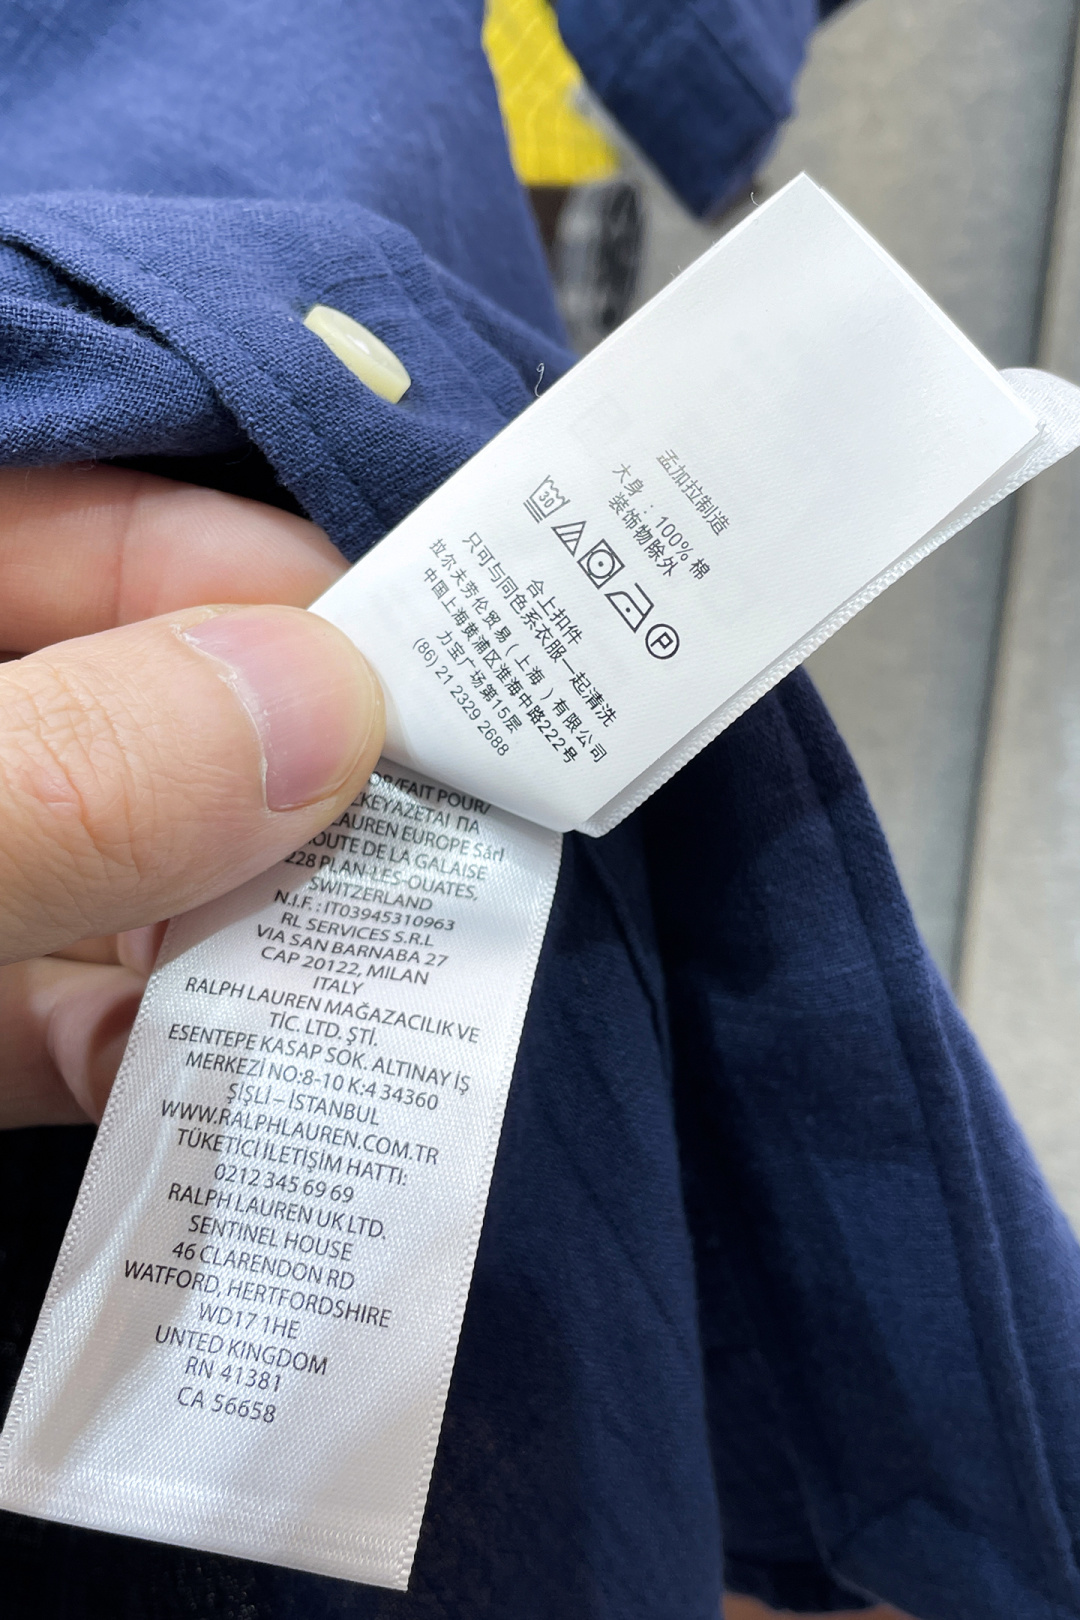 孟加拉制造
大身：100% 棉
装饰物除外
30
P
合上扣件
只可与同色系衣服一起清洗
拉尔夫劳伦贸易（上海）有限公司
中国上海黄浦区淮海中路222号
力宝广场第15层
(86) 21 2329 2688
/FAIT POUR/
ΠΑ
LAUREN EUROPE Sàrl
DE LA GALAISE
228 PLAN-LES-OUATES,
SWITZERLAND
N.I.F. : IT03945310963
RL SERVICES S.R.L
VIA SAN BARNABA 27
CAP 20122, MILAN
ITALY
RALPH LAUREN MAĞAZACILIK VE
TİC. LTD. ŞTİ.
ESENTEPE KASAP SOK. ALTINAY İŞ
MERKEZİ NO:8-10 K:4 34360
ŞİŞLİ – İSTANBUL
WWW.RALPHLAUREN.COM.TR
TÜKETİCİ İLETİŞİM HATTI:
0212 345 69 69
RALPH LAUREN UK LTD.
SENTINEL HOUSE
46 CLARENDON RD
WATFORD, HERTFORDSHIRE
WD17 1HE
UNTED KINGDOM
RN 41381
CA 56658